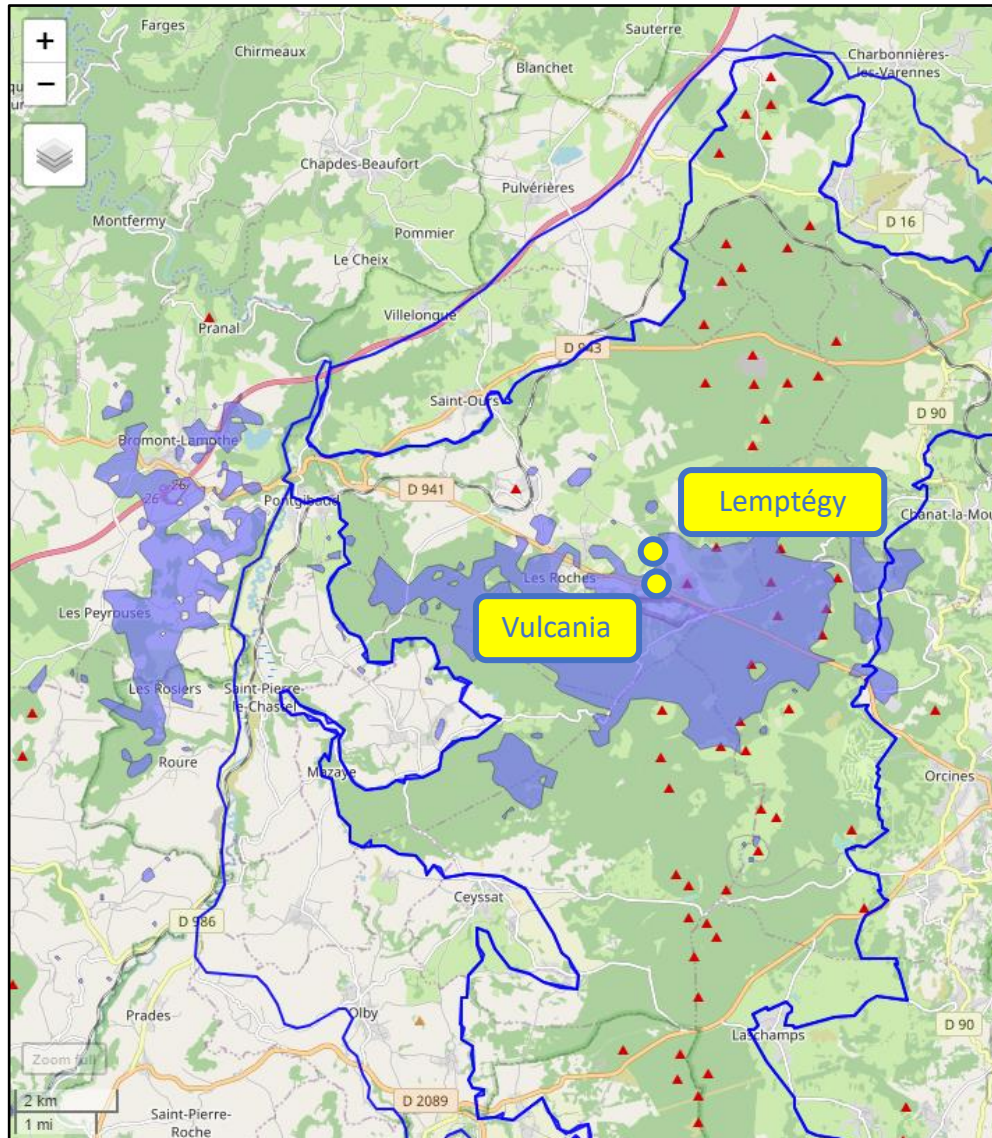 Farges
Sauterre
+
Chirmeaux
Charbonnières-
les-Varennes
Blanchet
−
Chapdes-Beaufort
Pulvérières
Montfermy
D 16
Pommier
Le Cheix
Villelongue
Pranal
D 943
Saint-Ours
D 90
Bromont-Lamothe
26
26
D 941
Pontgibaud
Lemptégy
Chanat-la-Mou
Les Roches
Les Peyrouses
Vulcania
Les Rosiers
Saint-Pierre-
le-Chastel
Roure
Mazaye
Orcines
Ceyssat
D 986
Prades
Olby
Laschamps
D 90
Zoom full
2 km
D 2089
1 mi
Saint-Pierre-
Roche